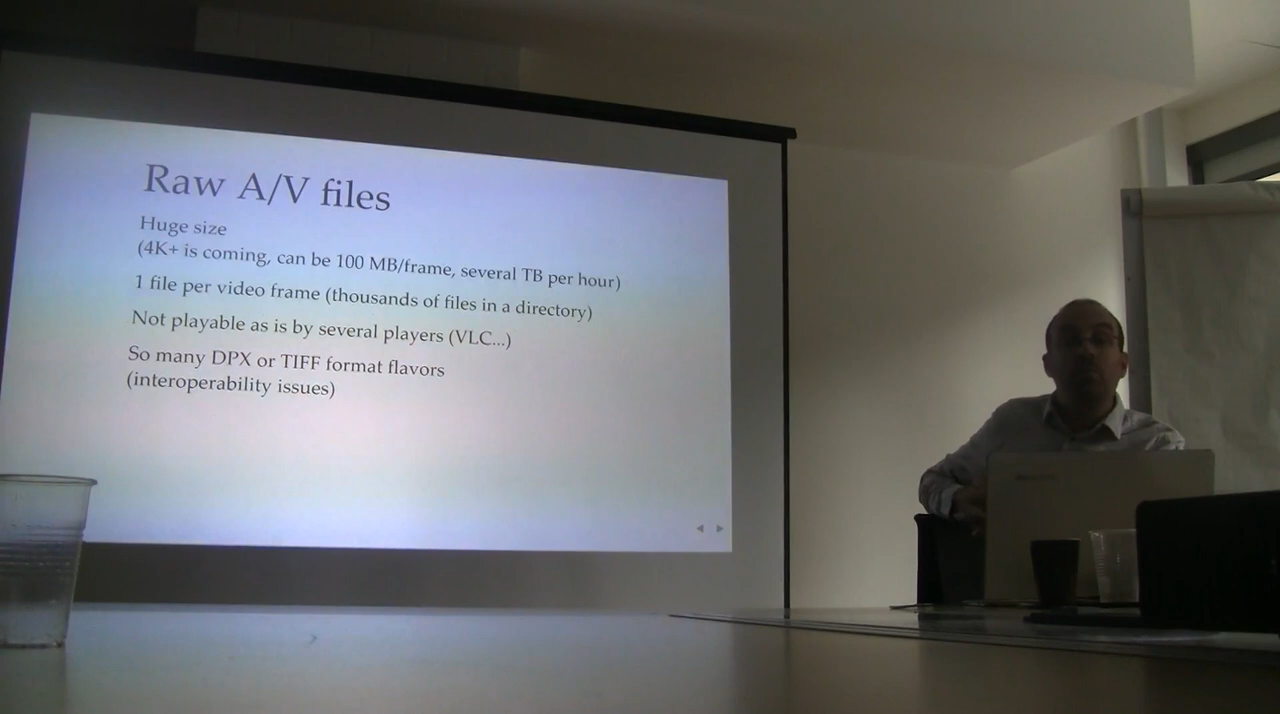 Raw A/V files
Huge size
(4K+ is coming, can be 100 MB/frame, several TB per hour)
1 file per video frame (thousands of files in a directory)
Not playable as is by several players (VLC...)
So many DPX or TIFF format flavors
(interoperability issues)